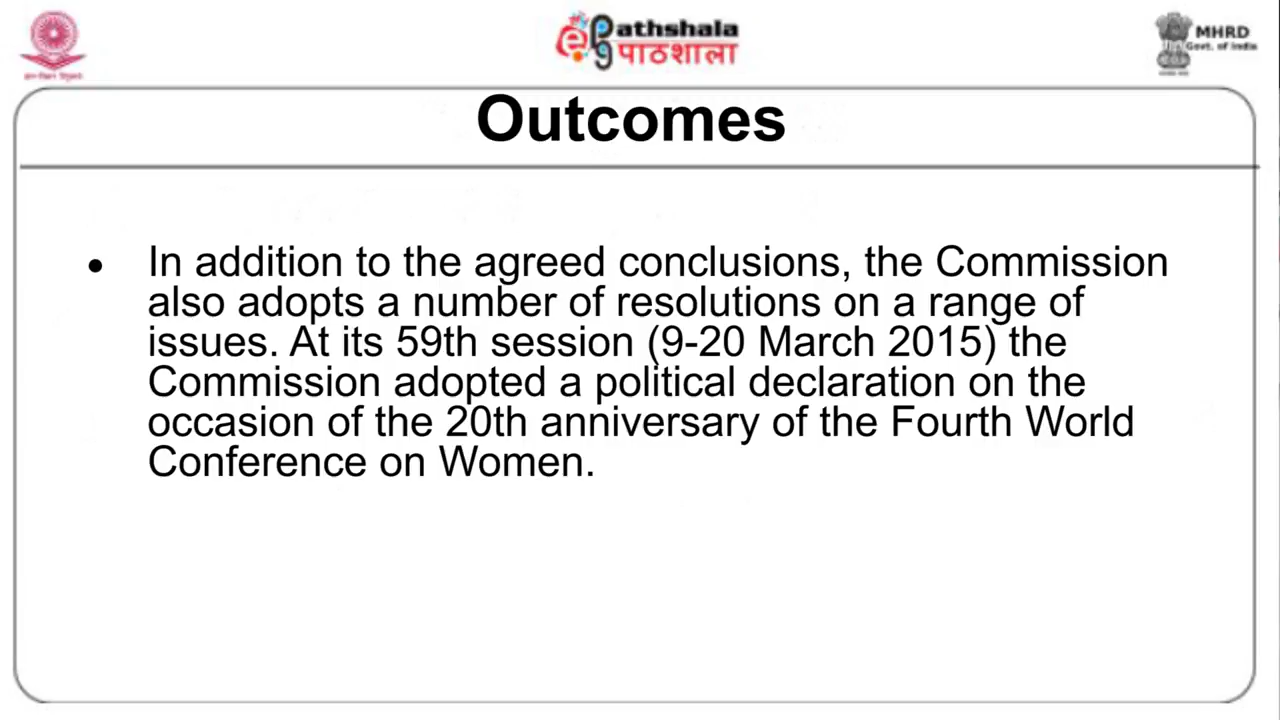 Pathshala
पाठशाला
MHRD
Govt. of India
Outcomes
• In addition to the agreed conclusions, the Commission
also adopts a number of resolutions on a range of
issues. At its 59th session (9-20 March 2015) the
Commission adopted a political declaration on the
occasion of the 20th anniversary of the Fourth World
Conference on Women.